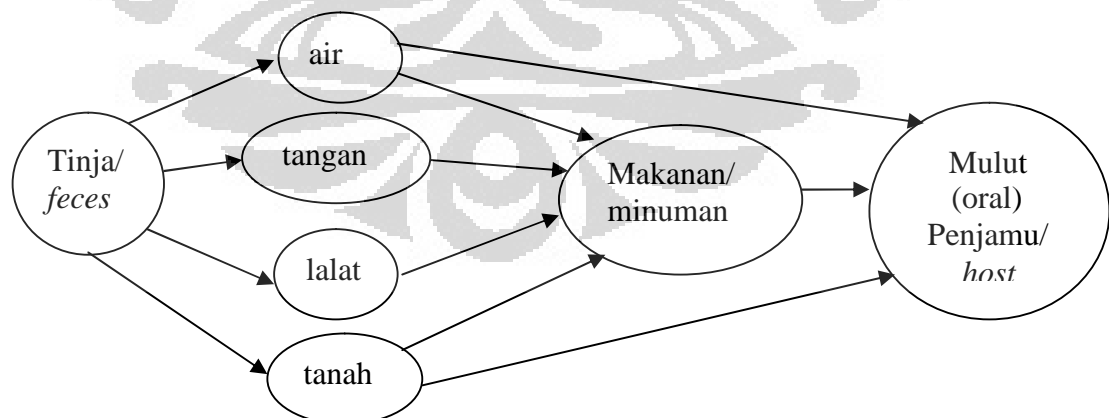 air
Tinja/
feces
tangan
lalat
tanah
Makanan/
minuman
Mulut
(oral)
Penjamu/
host